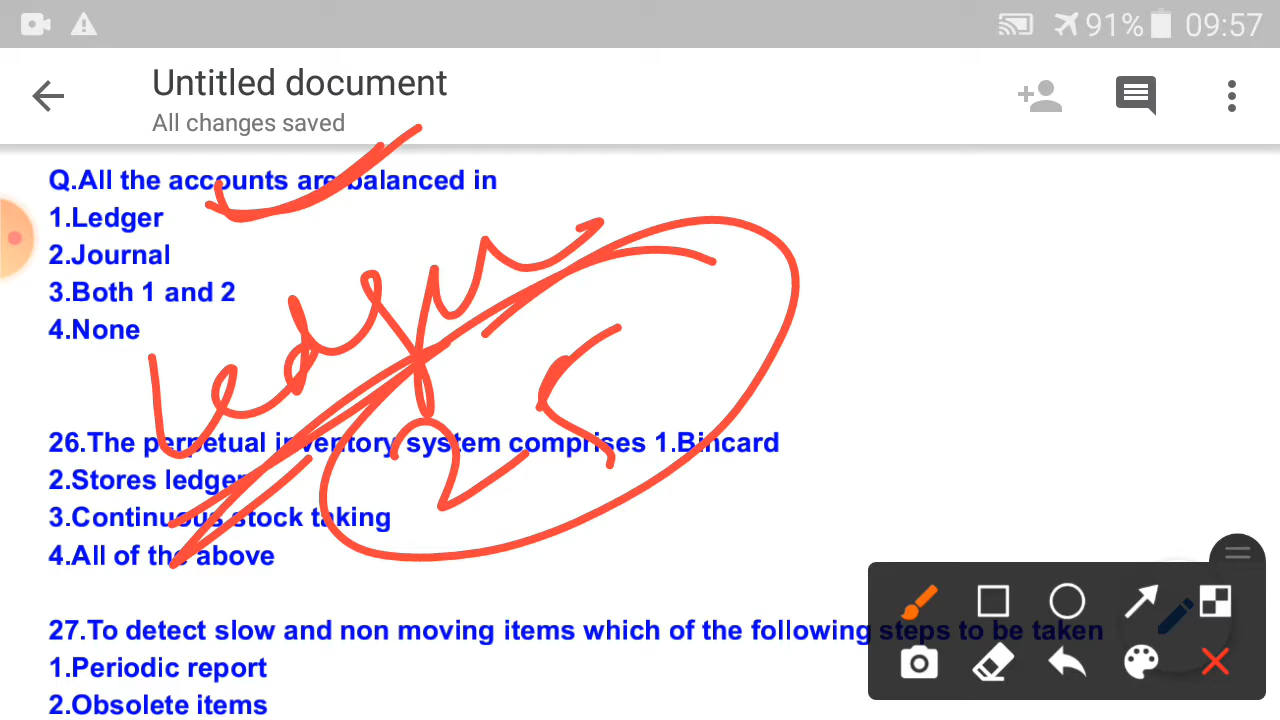 91% 09:57
Untitled document
All changes saved
Q.All the accounts are balanced in
1.Ledger
2.Journal
3.Both 1 and 2
4.None
Ledger
25
26.The perpetual inventory system comprises 1.Bincard
2.Stores ledger
3.Continuous stock taking
4.All of the above
27.To detect slow and non moving items which of the following steps to be taken
1.Periodic report
2.Obsolete items